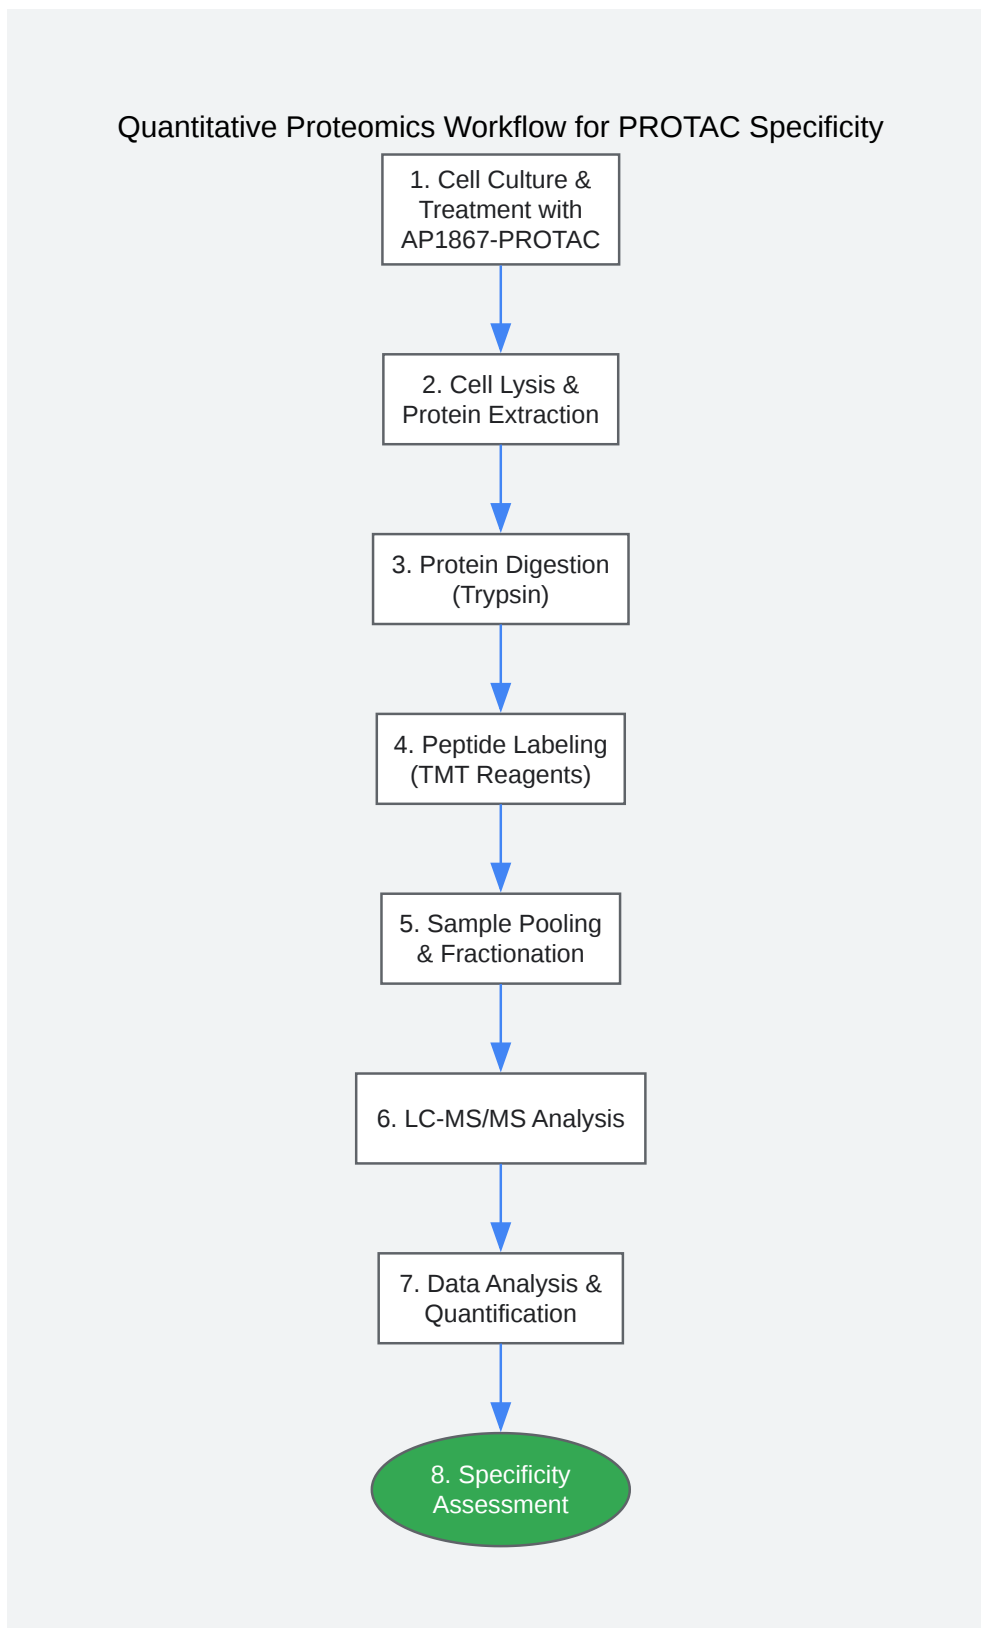 Quantitative Proteomics Workflow for PROTAC Specificity
1. Cell Culture &
Treatment with
AP1867-PROTAC
2. Cell Lysis &
Protein Extraction
3. Protein Digestion
(Trypsin)
4. Peptide Labeling
(TMT Reagents)
5. Sample Pooling
& Fractionation
6. LC-MS/MS Analysis
7. Data Analysis &
Quantification
8. Specificity
Assessment